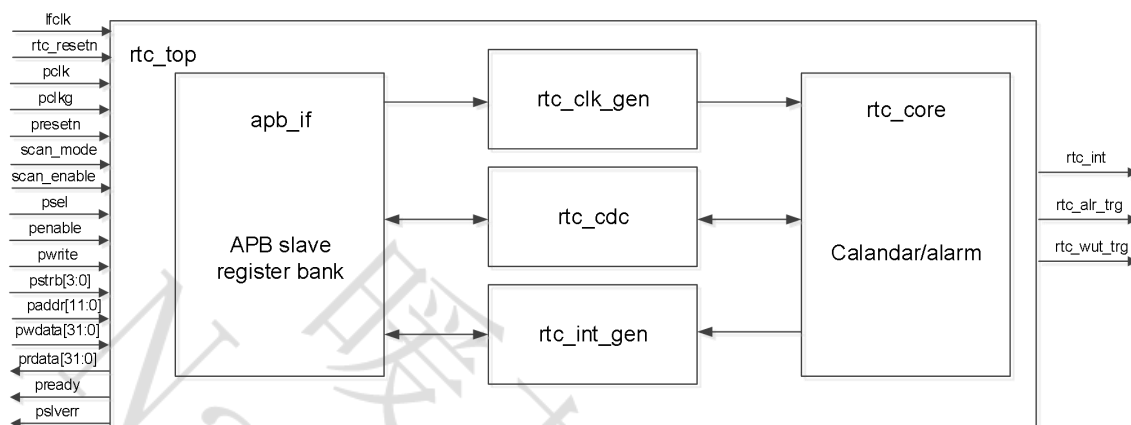 lfclk
rtc_resetn
pclk
pclkg
presetn
scan_mode
scan_enable
psel
penable
pwrite
pstrb[3:0]
paddr[11:0]
pwdata[31:0]
prdata[31:0]
pready
pslverr
rtc_top
apb_if
APB slave
register bank
rtc_clk_gen
rtc_cdc
rtc_int_gen
rtc_core
Calandar/alarm
rtc_int
rtc_alr_trg
rtc_wut_trg
暖